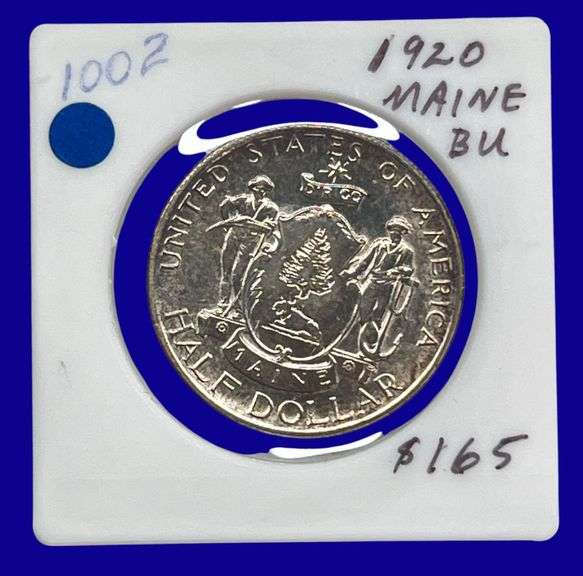 1002
1920
MAINE
BU
UNITED STATES OF AMERICA
MAINE
HALF DOLLAR
$165